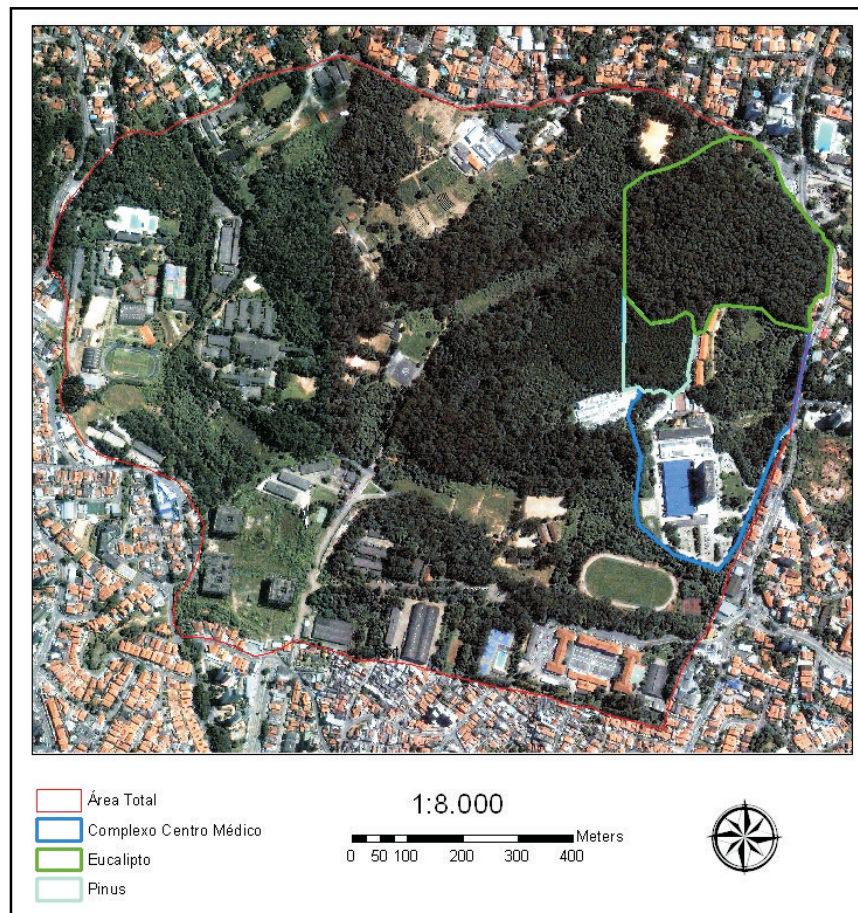 Área Total
Complexo Centro Médico
Eucalipto
Pinus
1:8.000
Meters
0 50 100 200 300 400